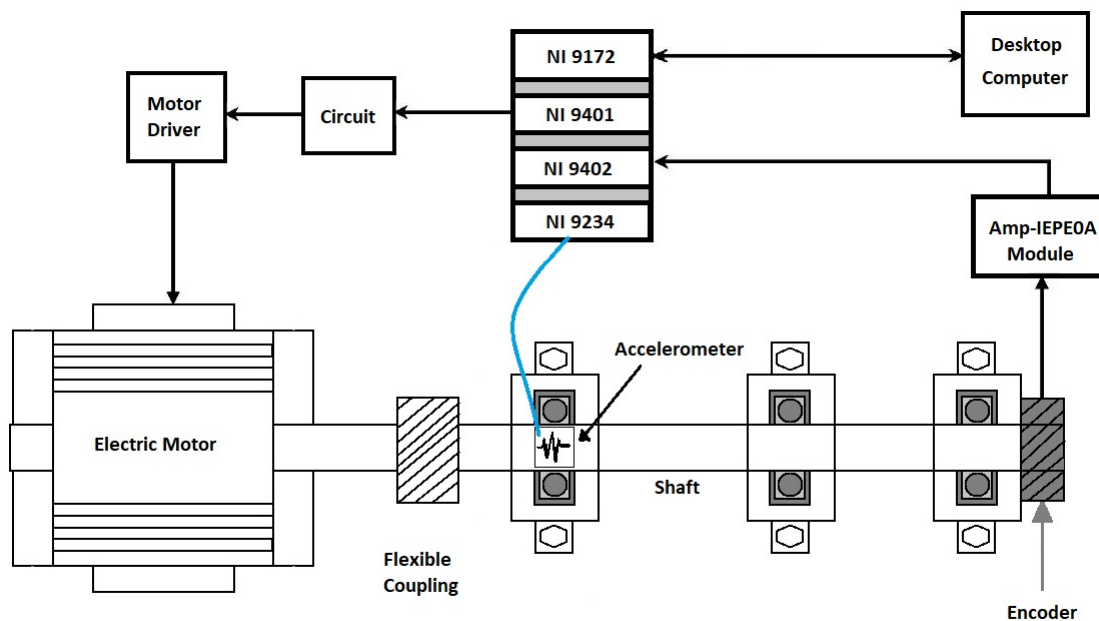 NI 9172
Desktop
Computer
Motor
Driver
Circuit
NI 9401
NI 9402
NI 9234
Amp-IEPE0A
Module
Accelerometer
Electric Motor
Shaft
Flexible
Coupling
Encoder